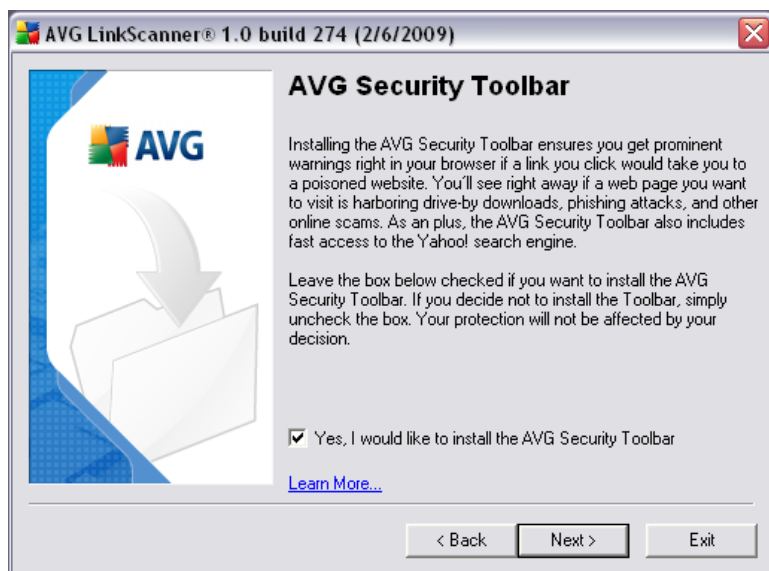 AVG LinkScanner® 1.0 build 274 (2/6/2009)
AVG
AVG Security Toolbar
Installing the AVG Security Toolbar ensures you get prominent
warnings right in your browser if a link you click would take you to
a poisoned website. You'll see right away if a web page you want
to visit is harboring drive-by downloads, phishing attacks, and other
online scams. As an plus, the AVG Security Toolbar also includes
fast access to the Yahoo! search engine.
Leave the box below checked if you want to install the AVG
Security Toolbar. If you decide not to install the Toolbar, simply
uncheck the box. Your protection will not be affected by your
decision.
Yes, I would like to install the AVG Security Toolbar
Learn More...
< Back
Next >
Exit